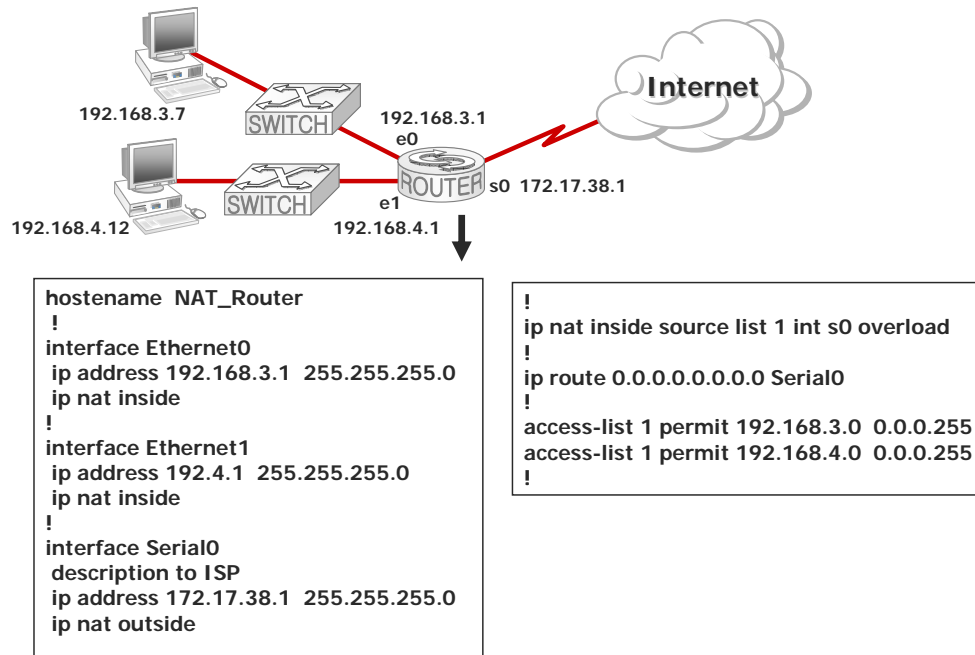 Internet
192.168.3.7
SWITCH
192.168.3.1
e0
ROUTER
s0 172.17.38.1
SWITCH
e1
192.168.4.12
192.168.4.1
hostename NAT_Router
!
interface Ethernet0
ip address 192.168.3.1 255.255.255.0
ip nat inside
!
interface Ethernet1
ip address 192.4.1 255.255.255.0
ip nat inside
!
interface Serial0
description to ISP
ip address 172.17.38.1 255.255.255.0
ip nat outside
!
ip nat inside source list 1 int s0 overload
!
ip route 0.0.0.0.0.0.0.0 Serial0
!
access-list 1 permit 192.168.3.0 0.0.0.255
access-list 1 permit 192.168.4.0 0.0.0.255
!